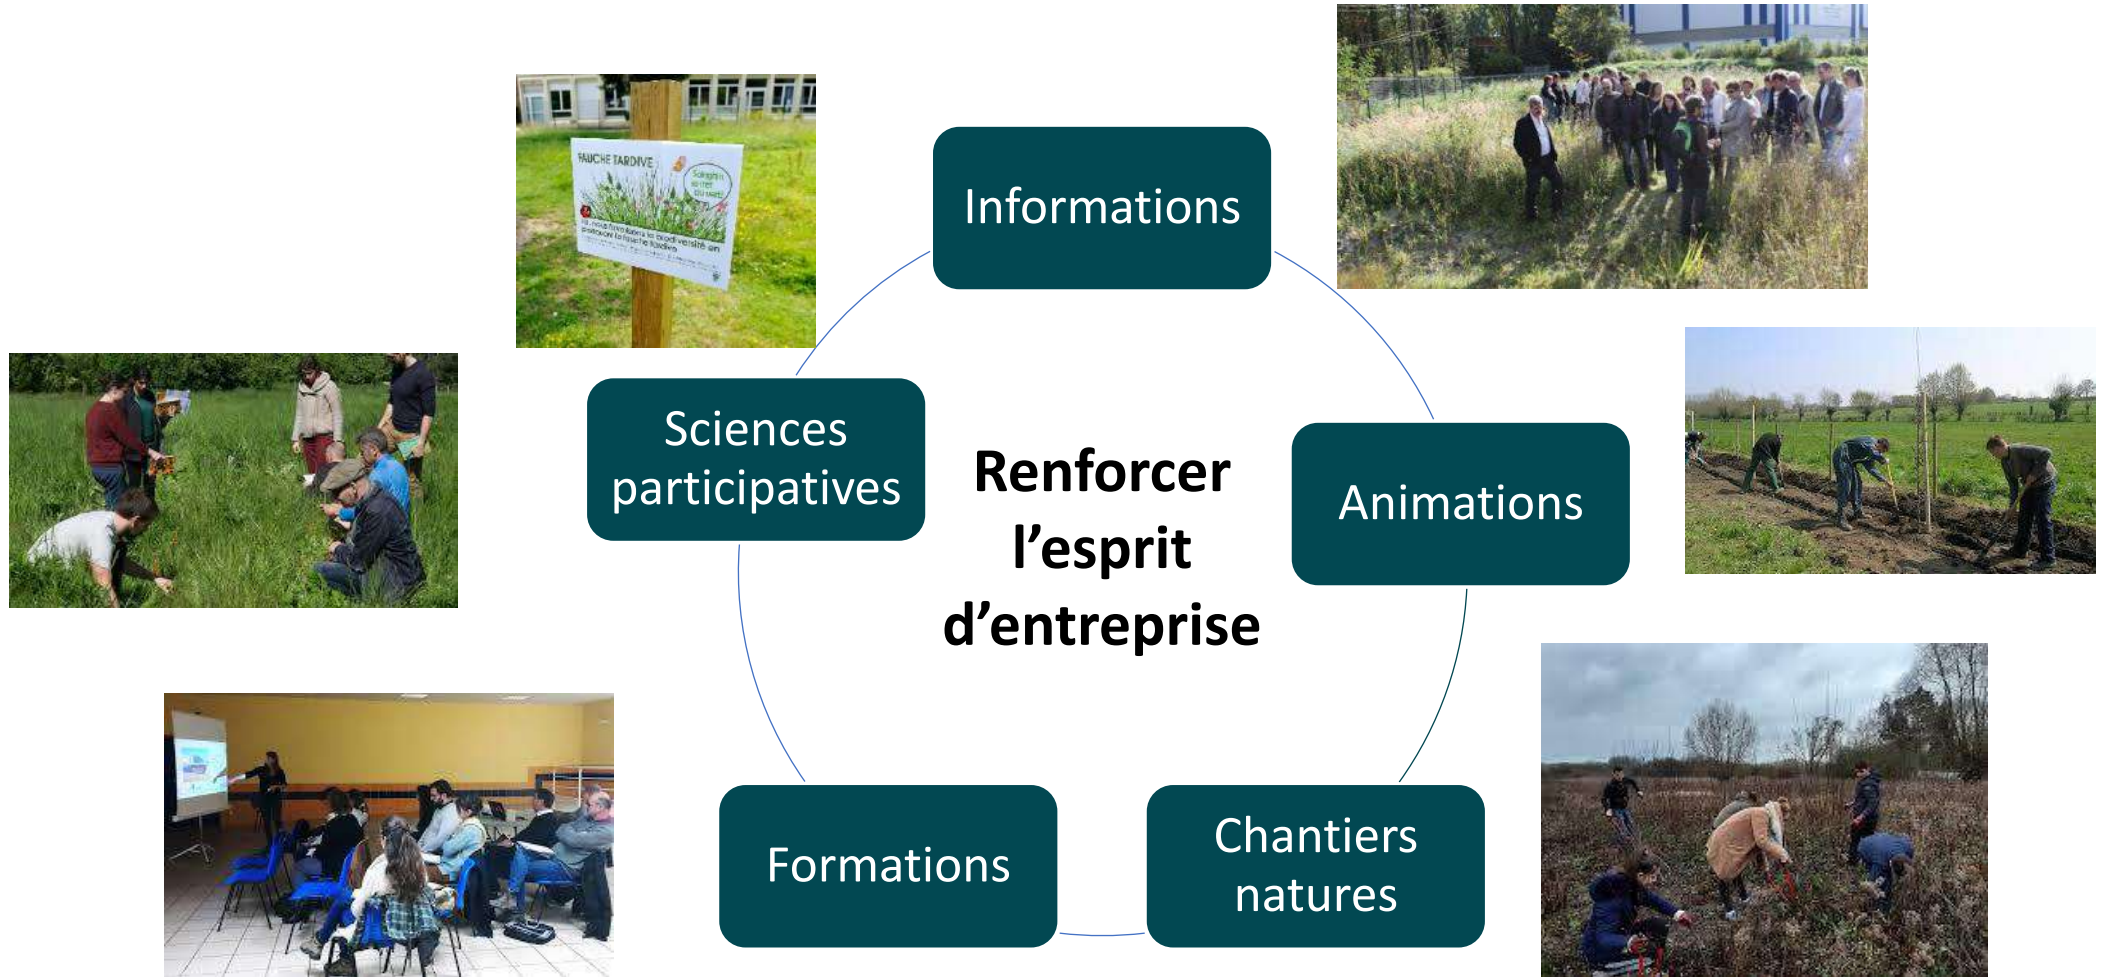 FAUCHE TARDIVE
Informations
Sciences
participatives
Renforcer
l’esprit
d’entreprise
Animations
Formations
Chantiers
natures